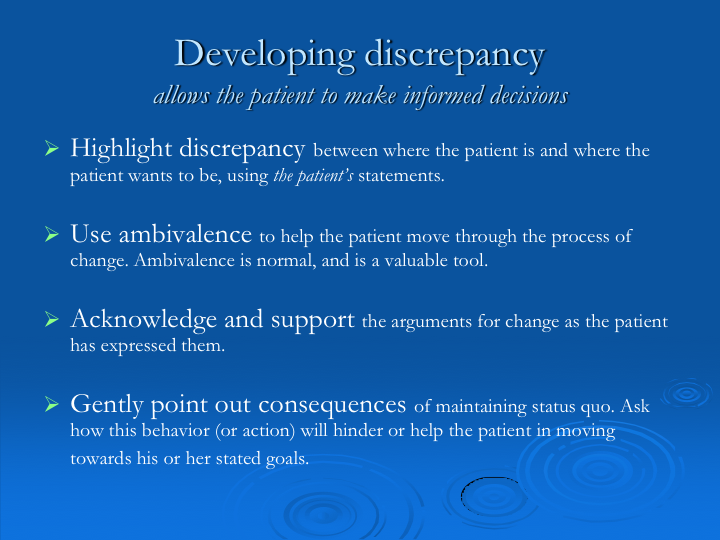 Developing discrepancy
allows the patient to make informed decisions
Highlight discrepancy between where the patient is and where the
patient wants to be, using the patient's statements.
Use ambivalence to help the patient move through the process of
change. Ambivalence is normal, and is a valuable tool.
Acknowledge and support the arguments for change as the patient
has expressed them.
Gently point out consequences of maintaining status quo. Ask
how this behavior (or action) will hinder or help the patient in moving
towards his or her stated goals.